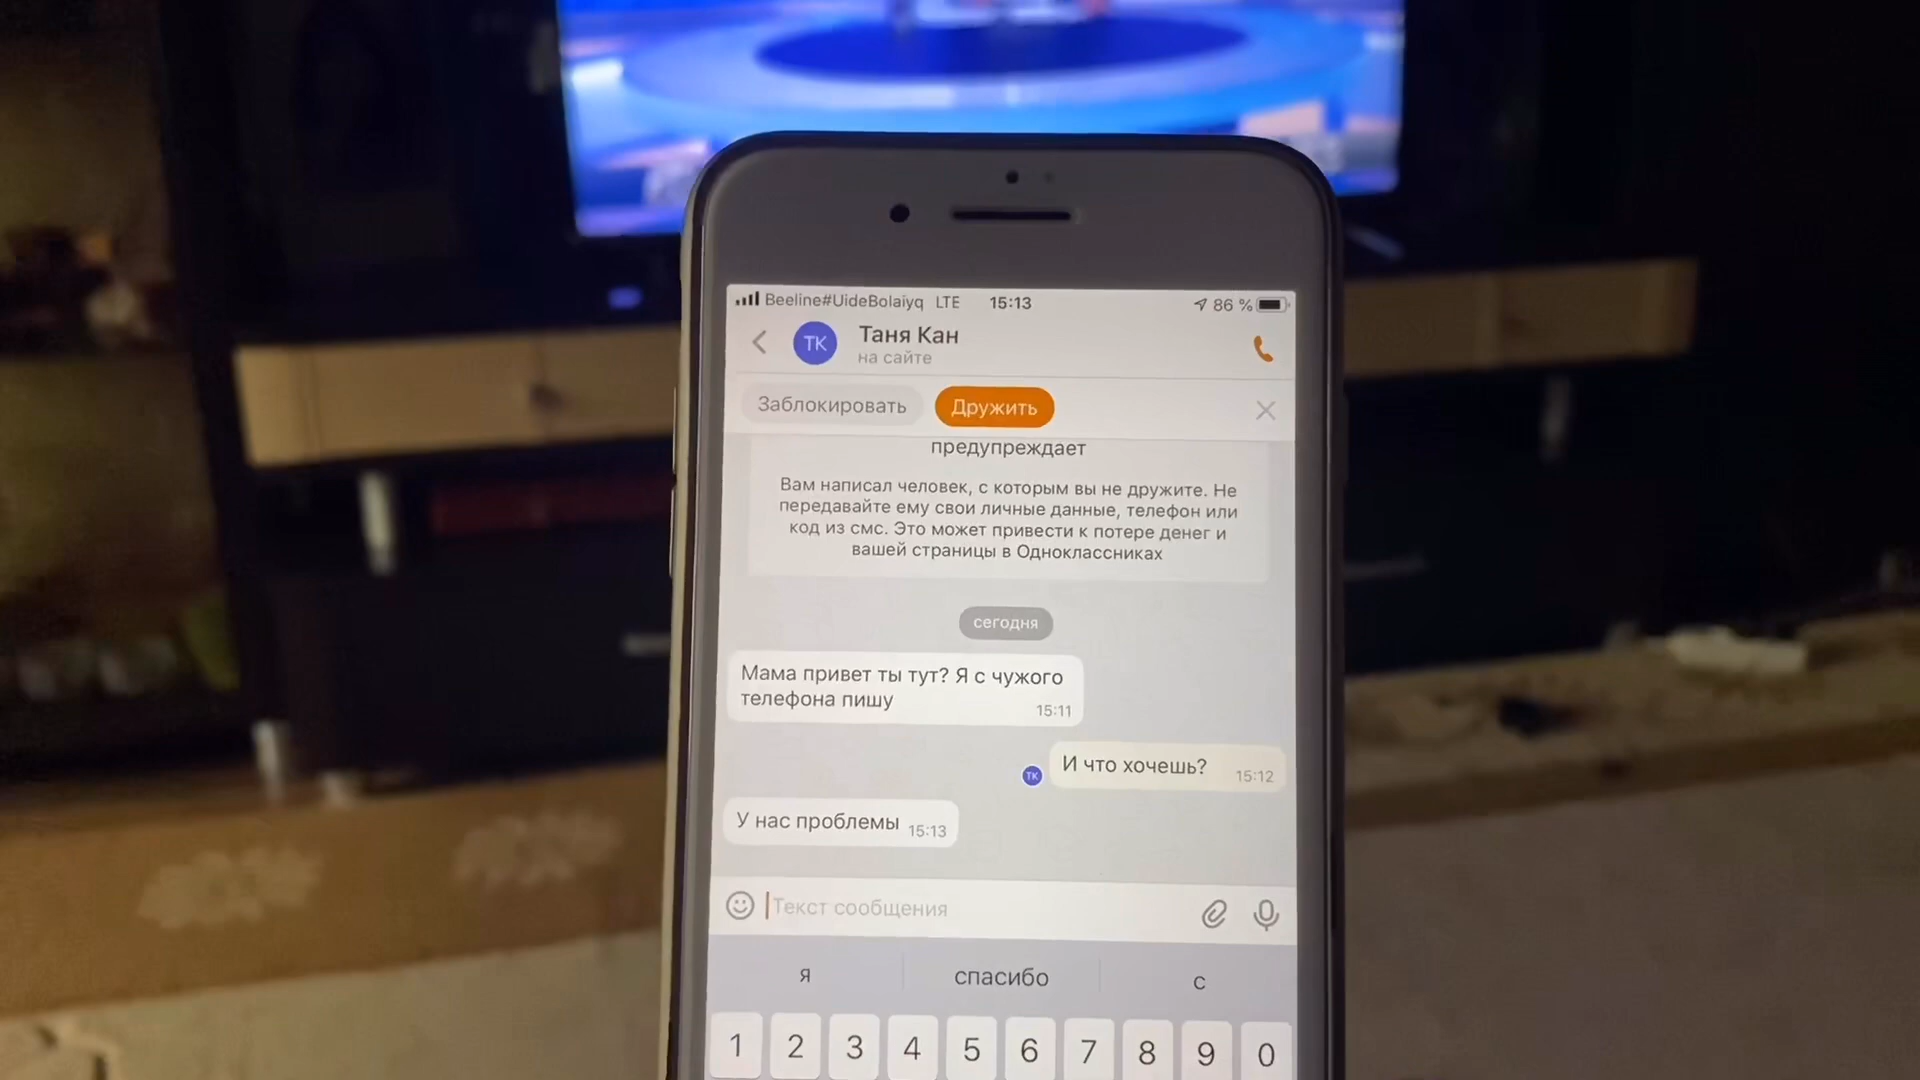 Beeline#UideBolaiyq LTE 15:13 86 %
ТК Таня Кан
на сайте
Заблокировать Дружить
предупреждает
Вам написал человек, с которым вы не дружите. Не
передавайте ему свои личные данные, телефон или
код из смс. Это может привести к потере денег и
вашей страницы в Одноклассниках
сегодня
Мама привет ты тут? Я с чужого
телефона пишу
15:11
ТК И что хочешь? 15:12
У нас проблемы 15:13
Текст сообщения
я спасибо с
1 2 3 4 5 6 7 8 9 0